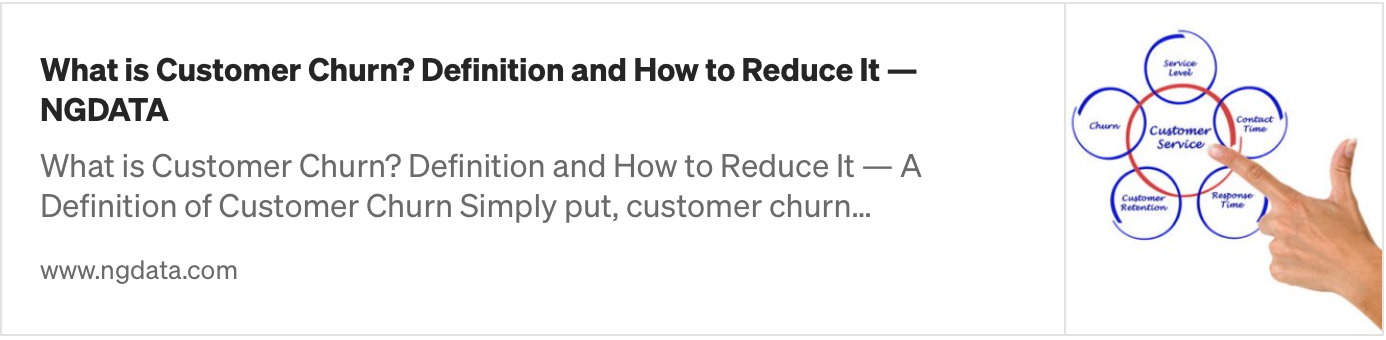 What is Customer Churn? Definition and How to Reduce It —
NGDATA
What is Customer Churn? Definition and How to Reduce It — A
Definition of Customer Churn Simply put, customer churn...
www.ngdata.com
Service
Level
Churn
Customer
Service
Contact
Time
Customer
Retention
Response
Time